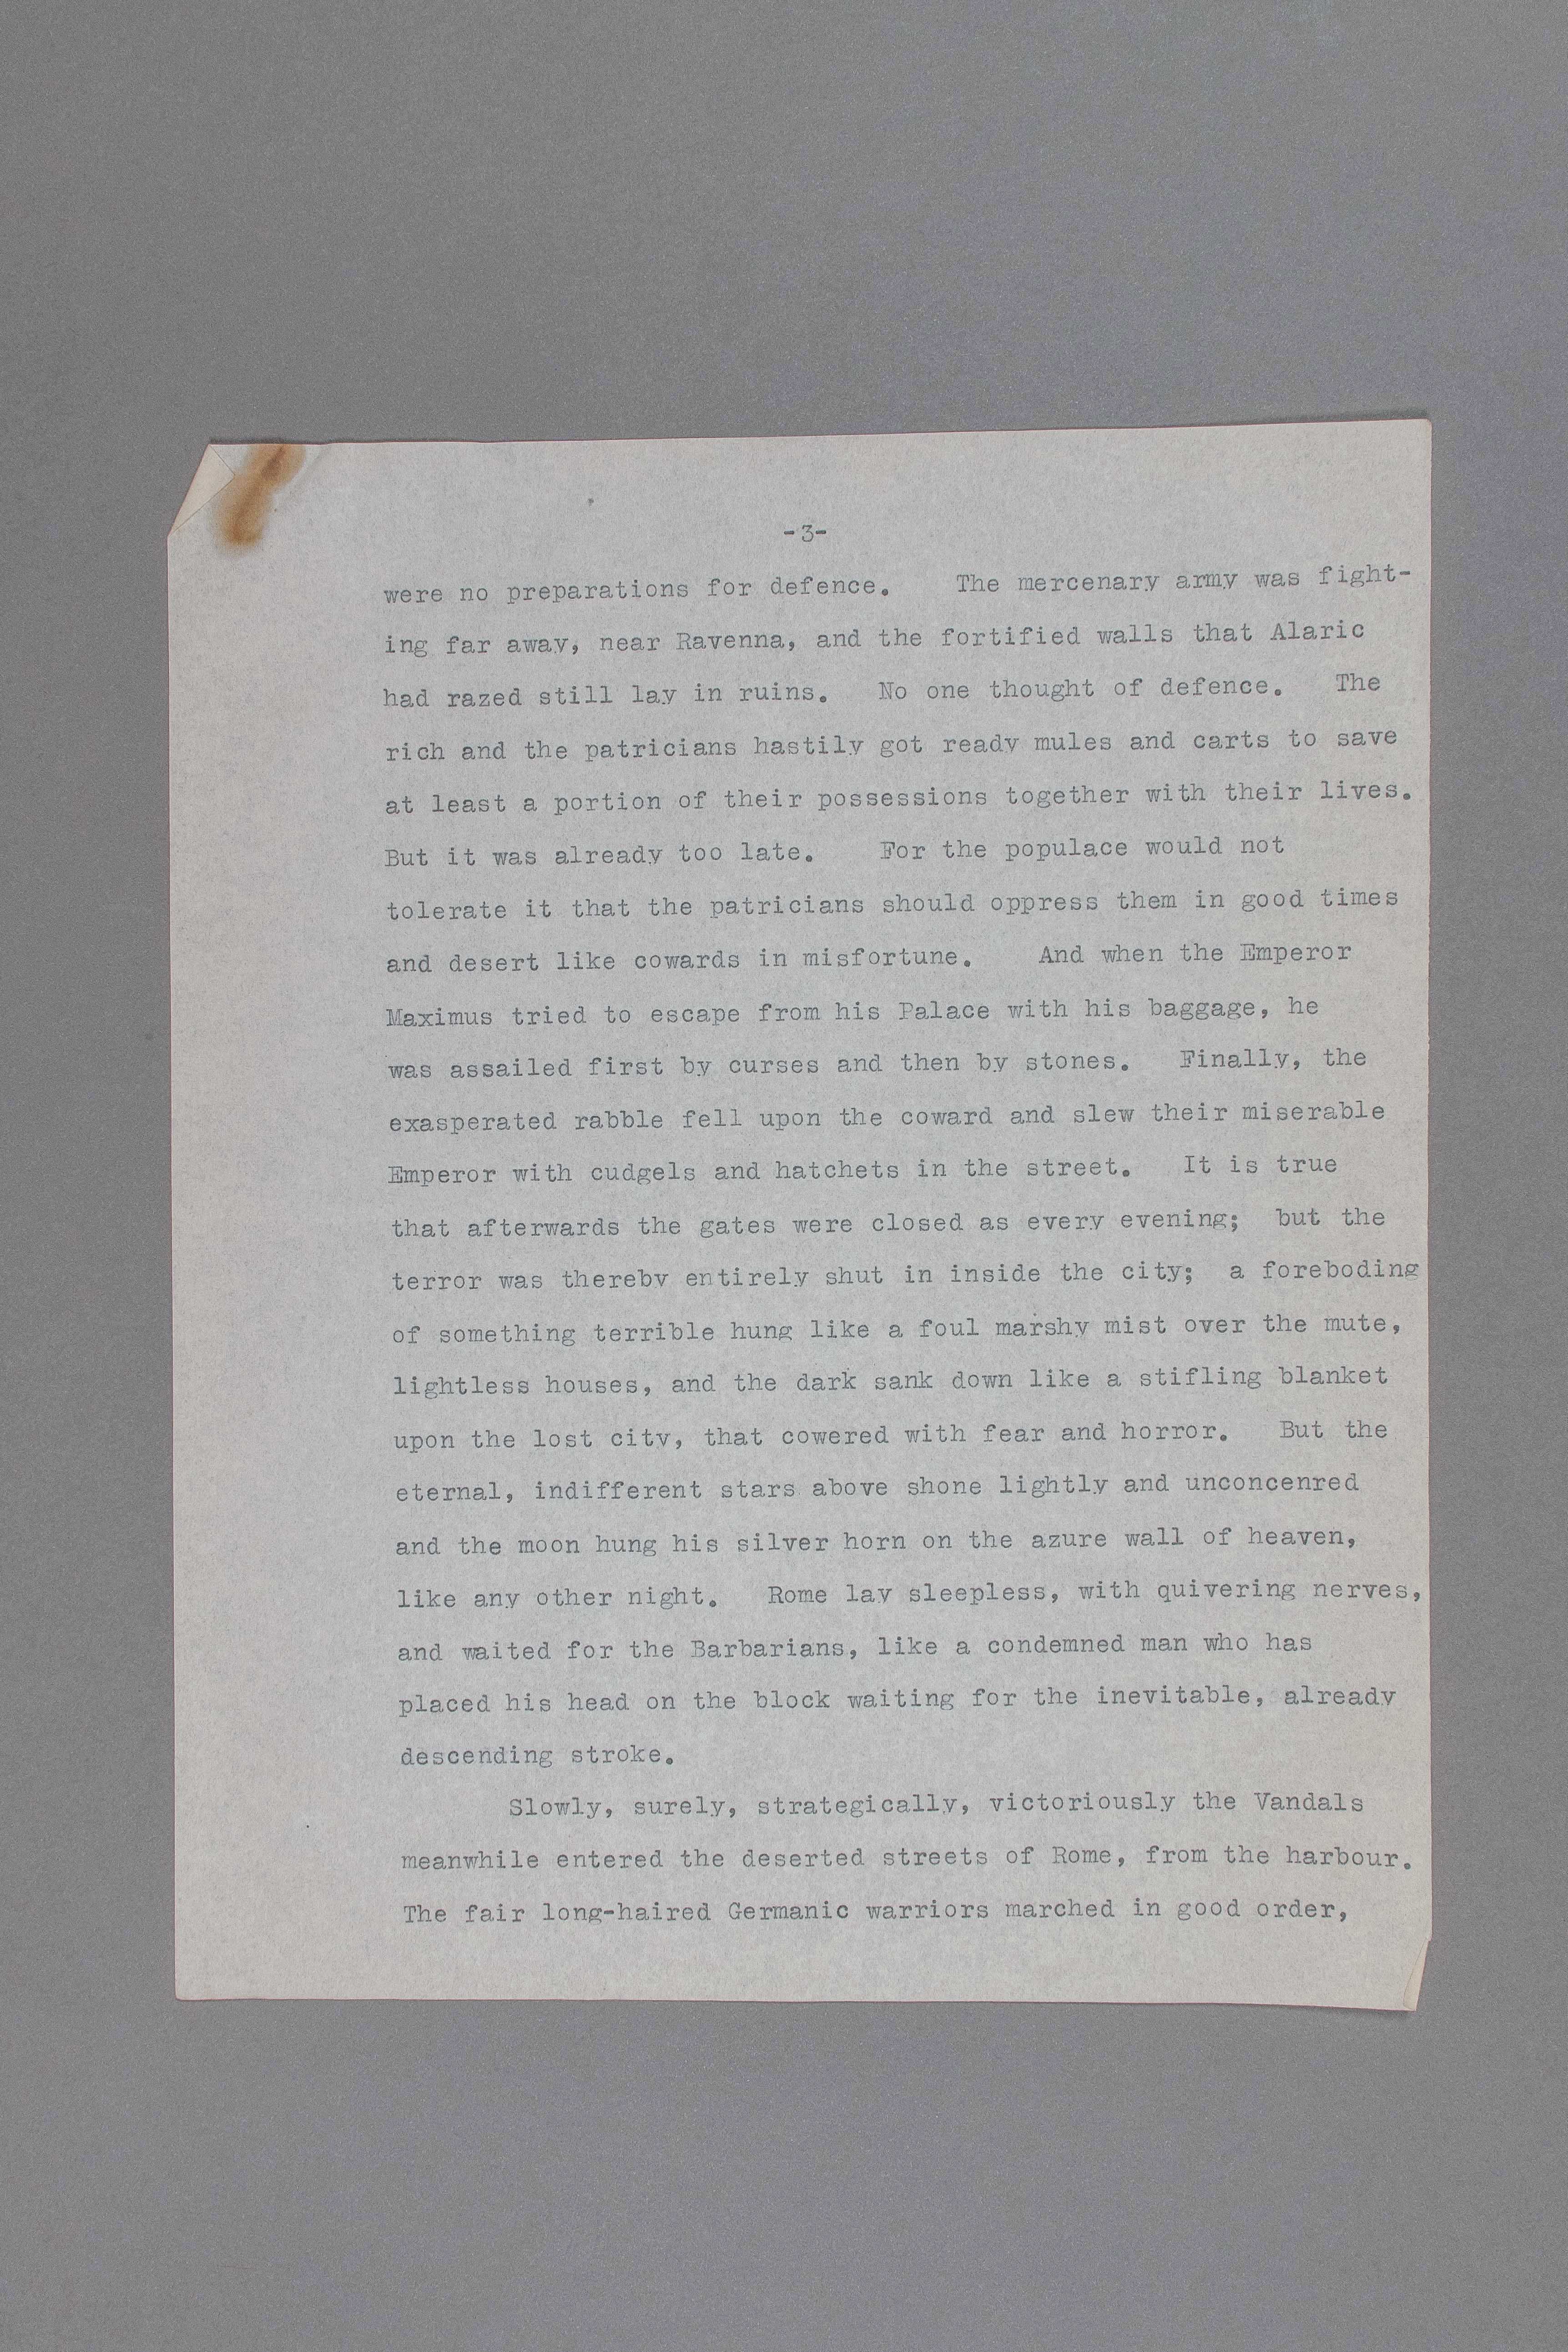 -3-
were no preparations for defence. The mercenary army was fight-
ing far away, near Ravenna, and the fortified walls that Alaric
had razed still lay in ruins. No one thought of defence. The
rich and the patricians hastily got ready mules and carts to save
at least a portion of their possessions together with their lives.
But it was already too late. For the populace would not
tolerate it that the patricians should oppress them in good times
and desert like cowards in misfortune. And when the Emperor
Maximus tried to escape from his Palace with his baggage, he
was assailed first by curses and then by stones. Finally, the
exasperated rabble fell upon the coward and slew their miserable
Emperor with cudgels and hatchets in the street. It is true
that afterwards the gates were closed as every evening; but the
terror was thereby entirely shut in inside the city; a foreboding
of something terrible hung like a foul marshy mist over the mute,
lightless houses, and the dark sank down like a stifling blanket
upon the lost city, that cowered with fear and horror. But the
eternal, indifferent stars above shone lightly and unconcenred
and the moon hung his silver horn on the azure wall of heaven,
like any other night. Rome lay sleepless, with quivering nerves,
and waited for the Barbarians, like a condemned man who has
placed his head on the block waiting for the inevitable, already
descending stroke.
Slowly, surely, strategically, victoriously the Vandals
meanwhile entered the deserted streets of Rome, from the harbour.
The fair long-haired Germanic warriors marched in good order,